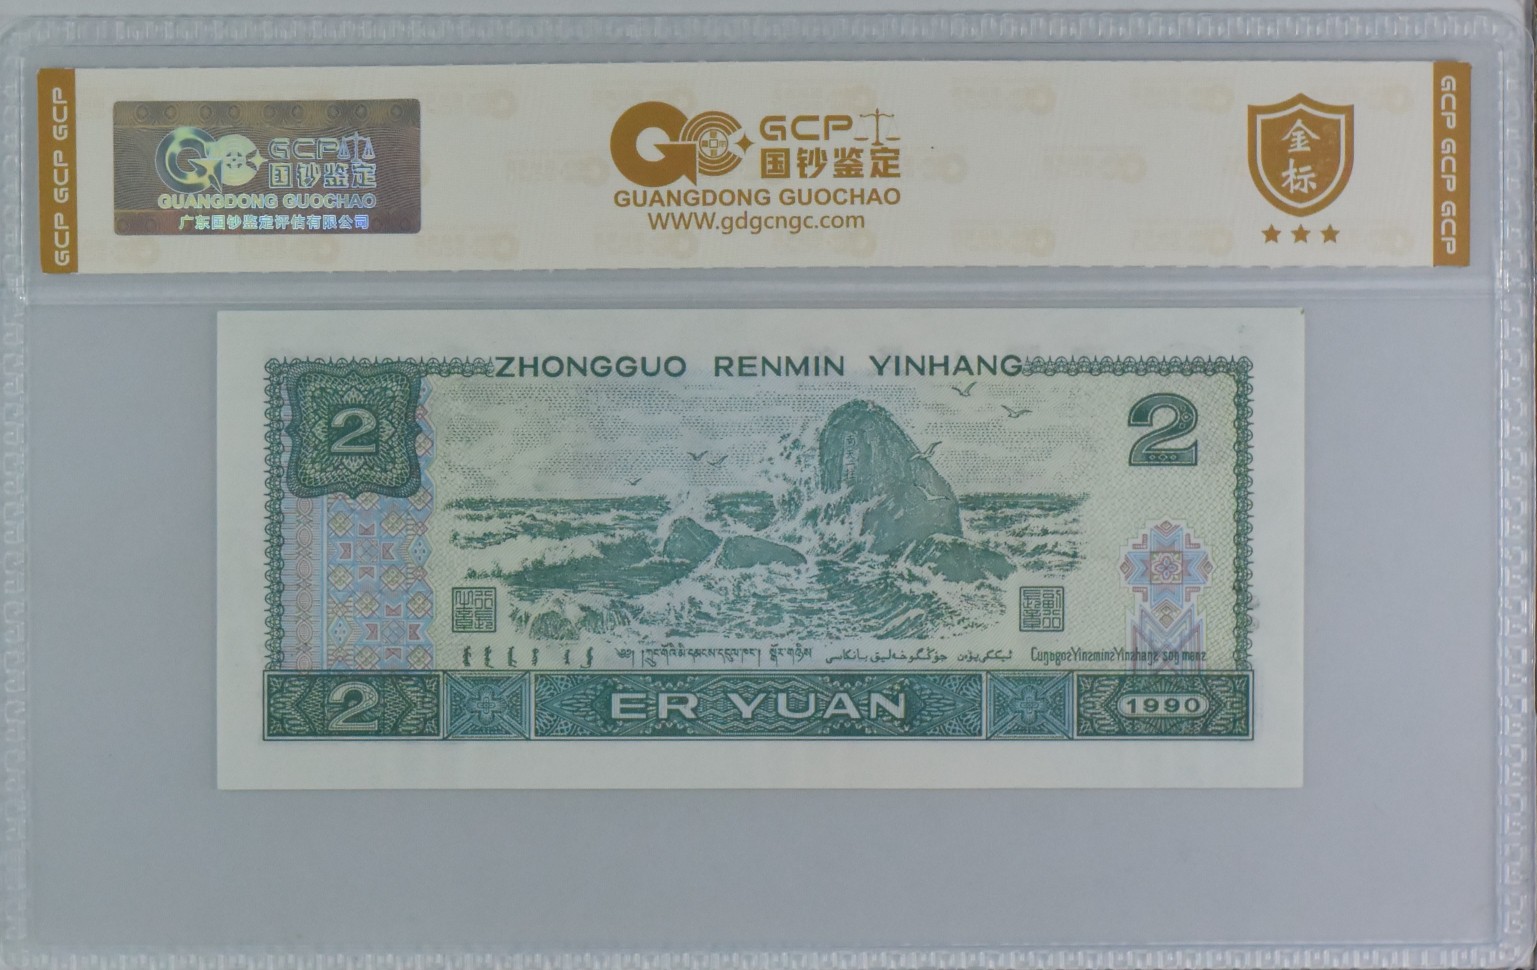 GCP GCP GCP
GCP 国钞鉴定
GUANGDONG GUOCHAO
广东国钞鉴定评估有限公司
GCP
国钞鉴定
GUANGDONG GUOCHAO
WWW.gdgcngc.com
金标
GCP GCP GCP
ZHONGGUO RENMIN YINHANG
2
2
CuŋƅgozYinƨminƨYinzhaŋƨ
2
ER YUAN
1990